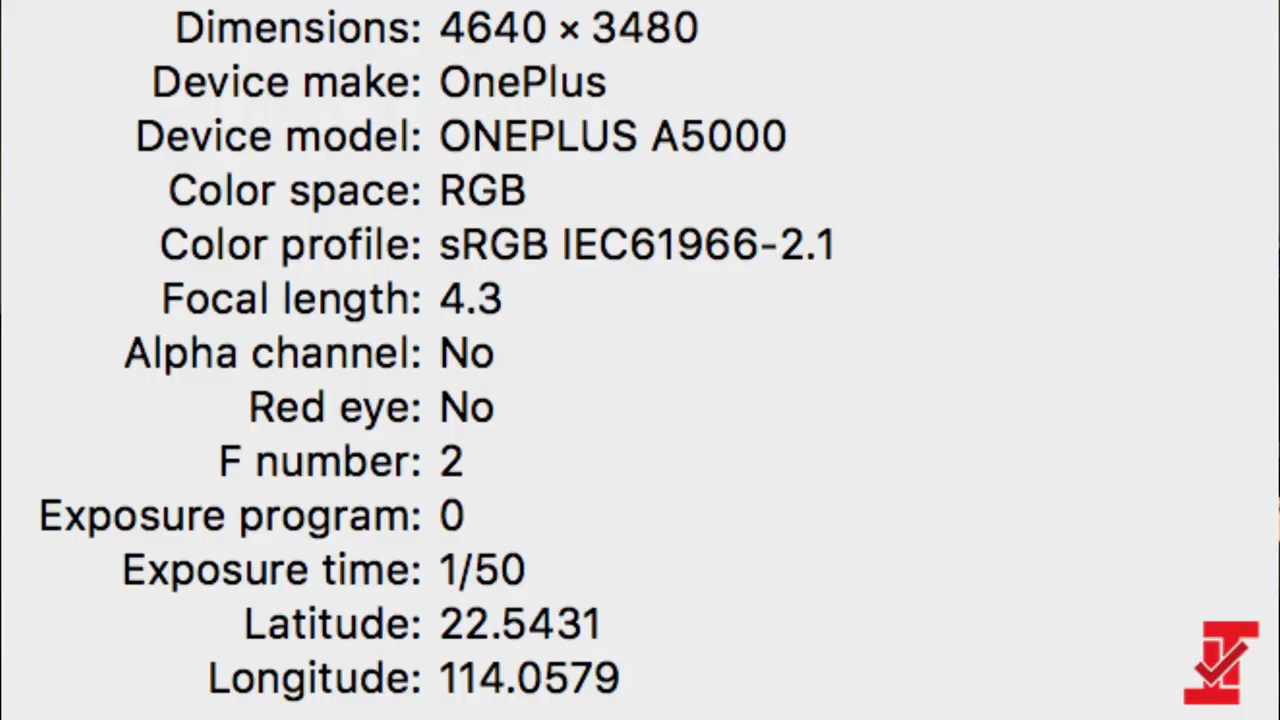 Dimensions: 4640 × 3480
Device make: OnePlus
Device model: ONEPLUS A5000
Color space: RGB
Color profile: sRGB IEC61966-2.1
Focal length: 4.3
Alpha channel: No
Red eye: No
F number: 2
Exposure program: 0
Exposure time: 1/50
Latitude: 22.5431
Longitude: 114.0579